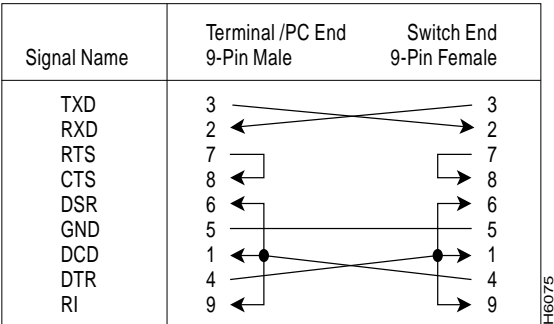 Signal Name
Terminal /PC End
9-Pin Male
Switch End
9-Pin Female
TXD 3 3
RXD 2 2
RTS 7 7
CTS 8 8
DSR 6 6
GND 5 5
DCD 1 1
DTR 4 4
RI 9 9
H6075